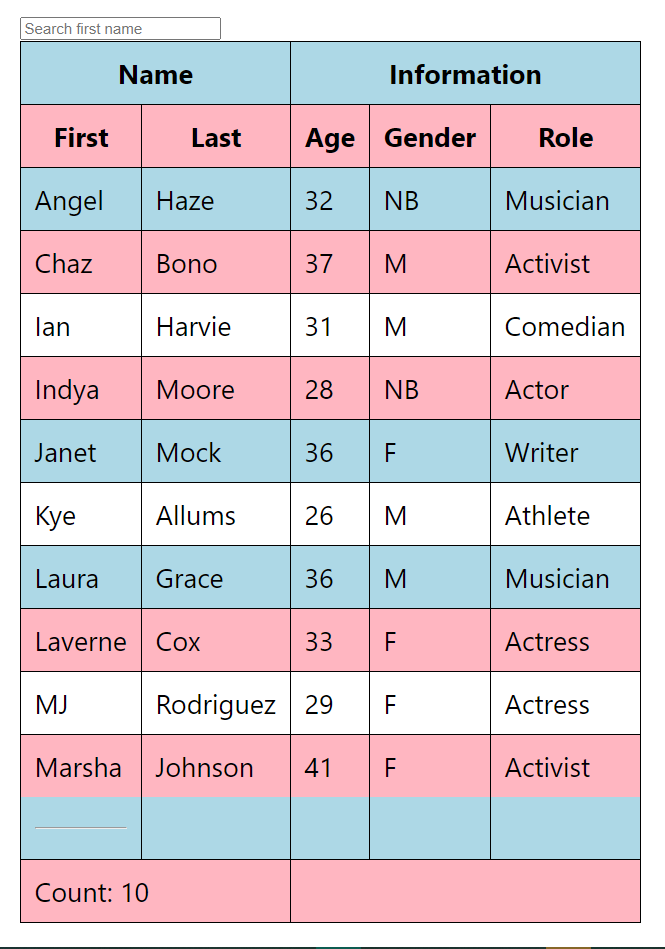 Search first name
Name Information
First Last Age Gender Role
Angel Haze 32 NB Musician
Chaz Bono 37 M Activist
Ian Harvie 31 M Comedian
Indya Moore 28 NB Actor
Janet Mock 36 F Writer
Kye Allums 26 M Athlete
Laura Grace 36 M Musician
Laverne Cox 33 F Actress
MJ Rodriguez 29 F Actress
Marsha Johnson 41 F Activist
Count: 10